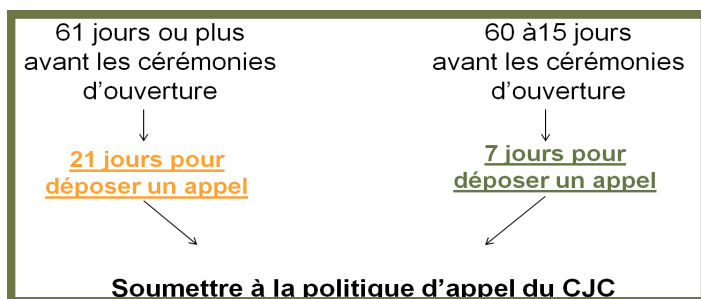 61 jours ou plus
avant les cérémonies
d’ouverture
21 jours pour
déposer un appel
60 à15 jours
avant les cérémonies
d’ouverture
7 jours pour
déposer un appel
Soumettre à la politique d’appel du CJC